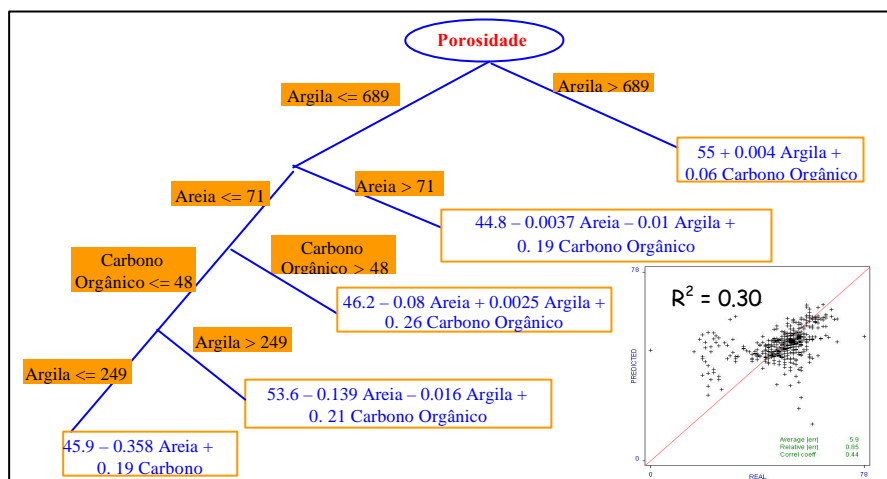 Porosidade
Argila <= 689
Argila > 689
55 + 0.004 Argila +
0.06 Carbono Orgânico
Areia <= 71
Areia > 71
44.8 – 0.0037 Areia – 0.01 Argila +
0. 19 Carbono Orgânico
Carbono
Orgânico <= 48
Carbono
Orgânico > 48
46.2 – 0.08 Areia + 0.0025 Argila +
0. 26 Carbono Orgânico
Argila <= 249
Argila > 249
53.6 – 0.139 Areia – 0.016 Argila +
0. 21 Carbono Orgânico
45.9 – 0.358 Areia +
0. 19 Carbono
78
R² = 0.30
PREDICTED
Average |err| 5.9
Relative |err| 0.85
Correl coeff 0.44
0
0
REAL
78